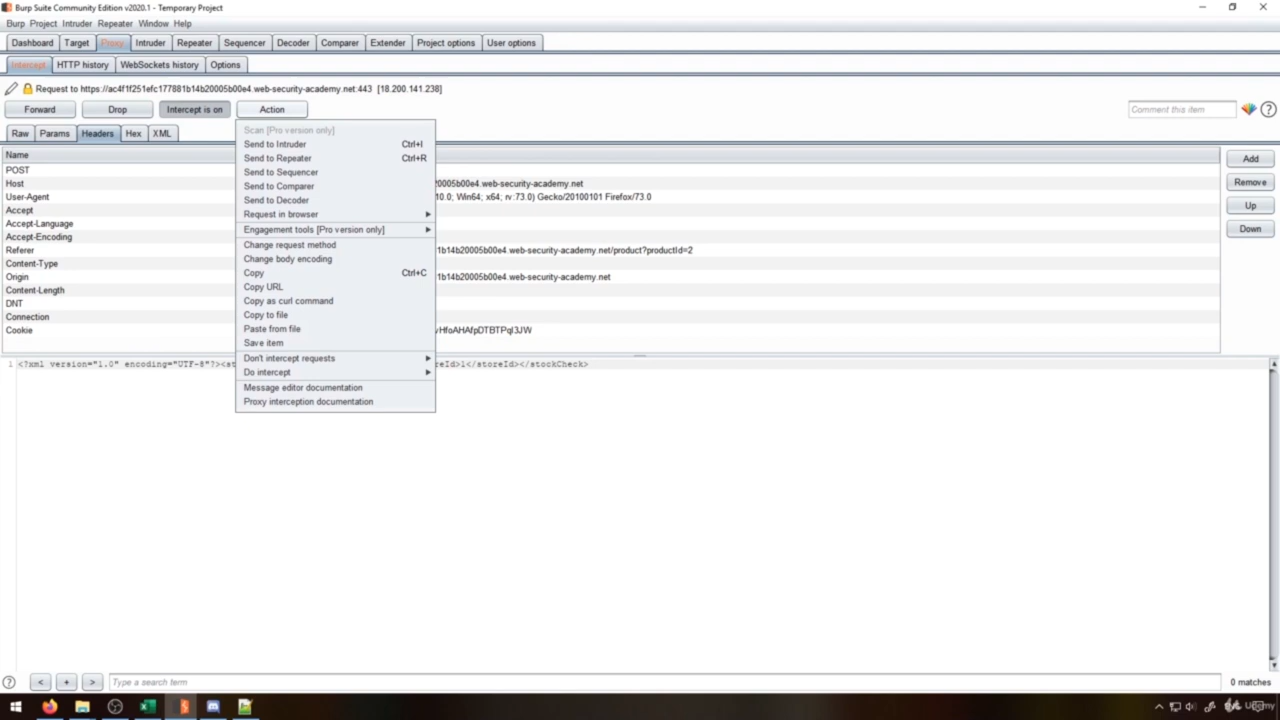 Burp Suite Community Edition v2020.1 - Temporary Project
Burp Project Intruder Repeater Window Help
Dashboard Target Proxy Intruder Repeater Sequencer Decoder Comparer Extender Project options User options
Intercept HTTP history WebSockets history Options
Request to https://ac4f1f251efc177881b14b20005b00e4.web-security-academy.net:443 [18.200.141.238]
Forward Drop Intercept is on Action Comment this item
Raw Params Headers Hex XML
Name
POST
Host
User-Agent
Accept
Accept-Language
Accept-Encoding
Referer
Content-Type
Origin
Content-Length
DNT
Connection
Cookie
Scan [Pro version only]
Send to Intruder Ctrl+I
Send to Repeater Ctrl+R
Send to Sequencer
Send to Comparer
Send to Decoder
Request in browser
Engagement tools [Pro version only]
Change request method
Change body encoding
Copy Ctrl+C
Copy URL
Copy as curl command
Copy to file
Paste from file
Save item
Don't intercept requests
Do intercept
Message editor documentation
Proxy interception documentation
20005b00e4.web-security-academy.net
10.0; Win64; x64; rv:73.0) Gecko/20100101 Firefox/73.0
1b14b20005b00e4.web-security-academy.net/product?productId=2
1b14b20005b00e4.web-security-academy.net
Add
Remove
Up
Down
1 <?xml version="1.0" encoding="UTF-8"?><st reId>1</storeId></stockCheck>
? < + > Type a search term 0 matches
Udemy